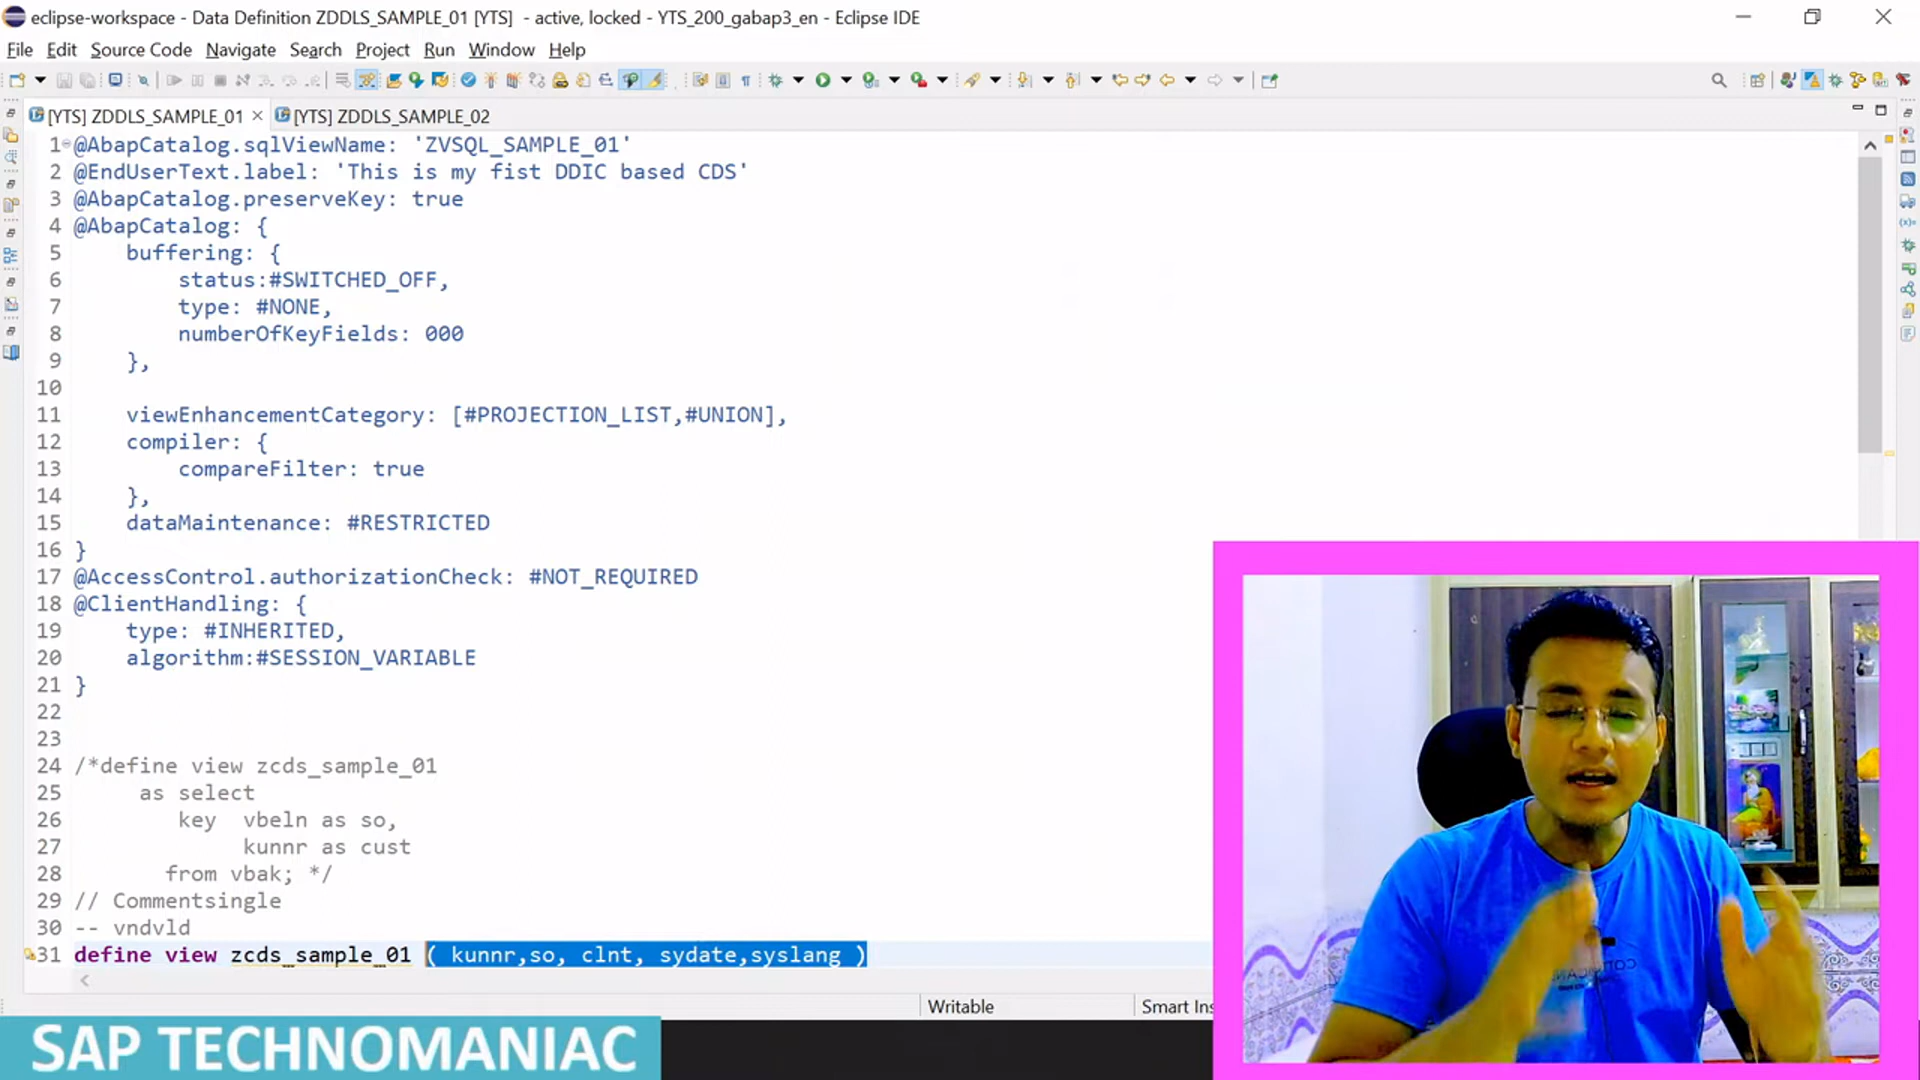 eclipse-workspace - Data Definition ZDDLS_SAMPLE_01 [YTS]  - active, locked - YTS_200_gabap3_en - Eclipse IDE
File Edit Source Code Navigate Search Project Run Window Help
[YTS] ZDDLS_SAMPLE_01 [YTS] ZDDLS_SAMPLE_02
1 @AbapCatalog.sqlViewName: 'ZVSQL_SAMPLE_01'
2 @EndUserText.label: 'This is my fist DDIC based CDS'
3 @AbapCatalog.preserveKey: true
4 @AbapCatalog: {
5 buffering: {
6 status:#SWITCHED_OFF,
7 type: #NONE,
8 numberOfKeyFields: 000
9 },
10
11 viewEnhancementCategory: [#PROJECTION_LIST,#UNION],
12 compiler: {
13 compareFilter: true
14 },
15 dataMaintenance: #RESTRICTED
16 }
17 @AccessControl.authorizationCheck: #NOT_REQUIRED
18 @ClientHandling: {
19 type: #INHERITED,
20 algorithm:#SESSION_VARIABLE
21 }
22
23
24 /*define view zcds_sample_01
25 as select
26 key  vbeln as so,
27 kunnr as cust
28 from vbak; */
29 // Commentsingle
30 -- vndvld
31 define view zcds_sample_01 ( kunnr,so, clnt, sydate,syslang )
Writable Smart Ins
SAP TECHNOMANIAC